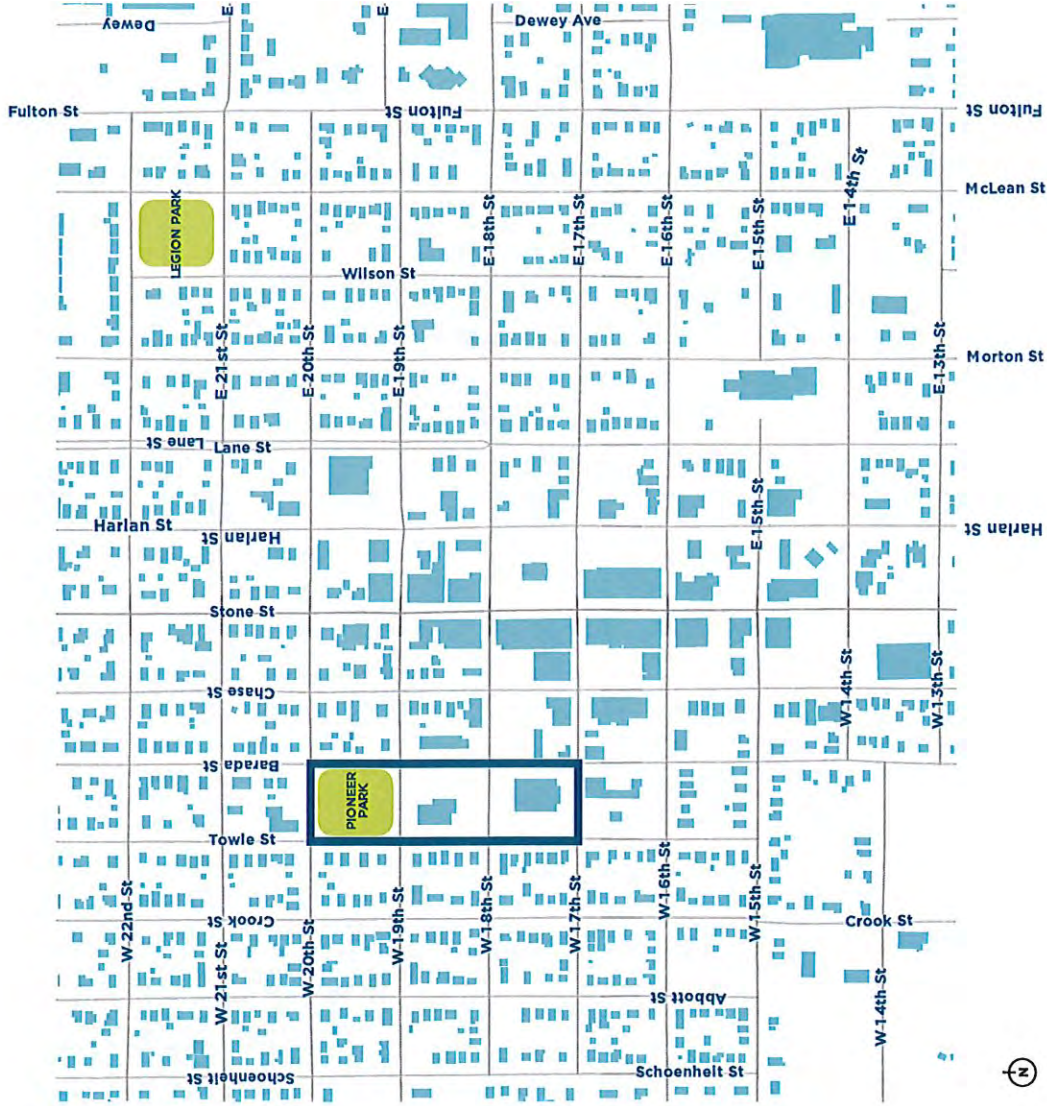 Dewey
E
E
Dewey Ave
Fulton St
Fulton St
Fulton St
McLean St
E 14th St
LEGION PARK
E 18th St
E 17th St
E 16th St
E 15th St
Wilson St
E 21st St
E 20th St
E 19th St
Morton St
E 13th St
Lane St
Lane St
Harlan St
Harlan St
E 15th St
Harlan St
Stone St
Chase St
W 14th St
W 13th St
Barada St
PIONEER
PARK
Towle St
W 22nd St
W 21st St
Crook St
W 20th St
W 19th St
W 18th St
W 17th St
W 16th St
W 15th St
Crook St
Abbott St
W 14th St
Schoenheit St
Schoenheit St
N